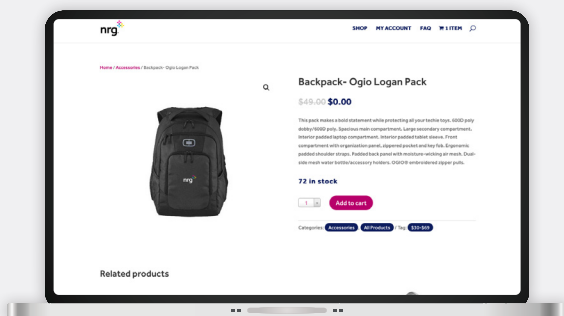 nrg
SHOP MY ACCOUNT FAQ 1 ITEM
Home / Accessories / Backpack- Ogio Logan Pack
Backpack- Ogio Logan Pack
$49.00 $0.00
This pack makes a bold statement while protecting all your techie toys. 600D poly
dobby/600D poly. Spacious main compartment. Large secondary compartment.
Interior padded laptop compartment. Interior padded tablet sleeve. Front
compartment with organization panel, zippered pocket and key fob. Ergonomic
padded shoulder straps. Padded back panel with moisture-wicking air mesh. Dual-
side mesh water bottle/accessory holders. OGIO® embroidered zipper pulls.
nrg
72 in stock
1 Add to cart
Categories: Accessories All Products / Tag: $30-$69
Related products